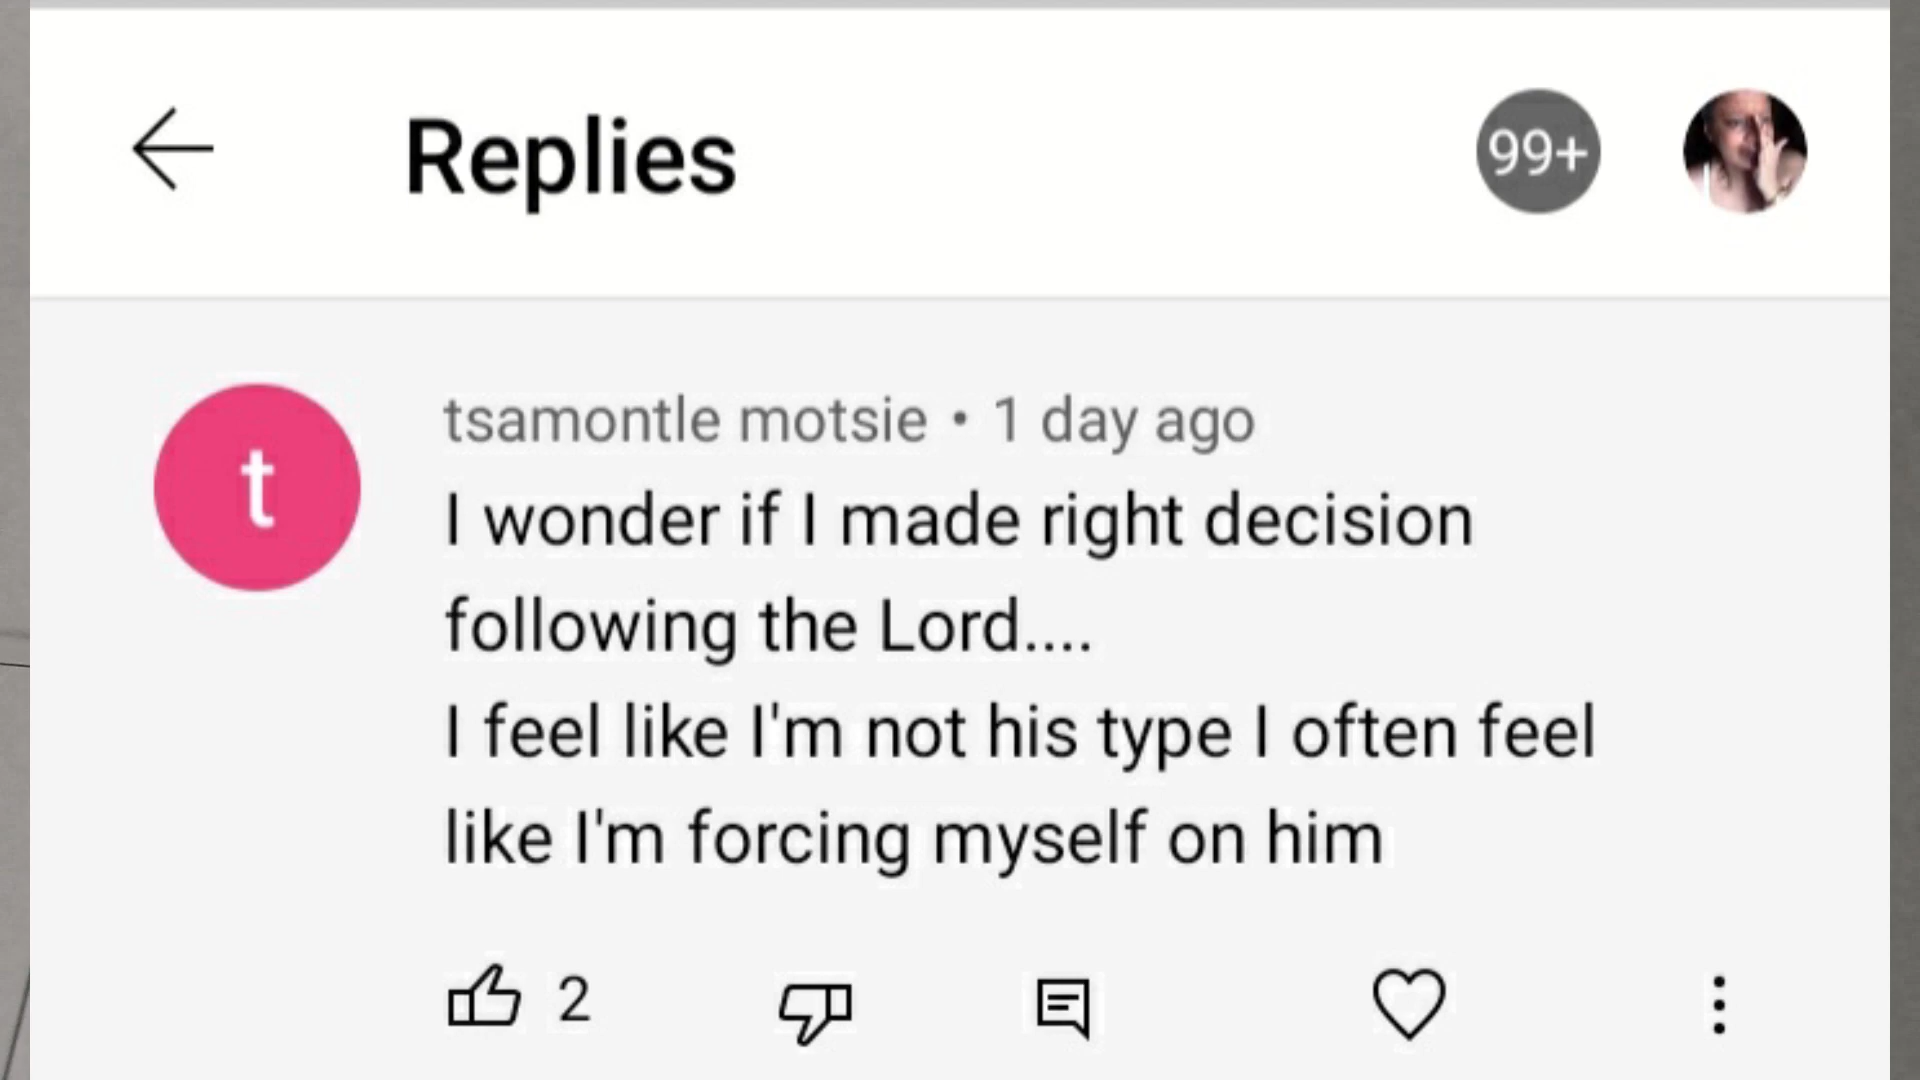 Replies
99+
t
tsamontle motsie • 1 day ago
I wonder if I made right decision
following the Lord....
I feel like I'm not his type I often feel
like I'm forcing myself on him
2